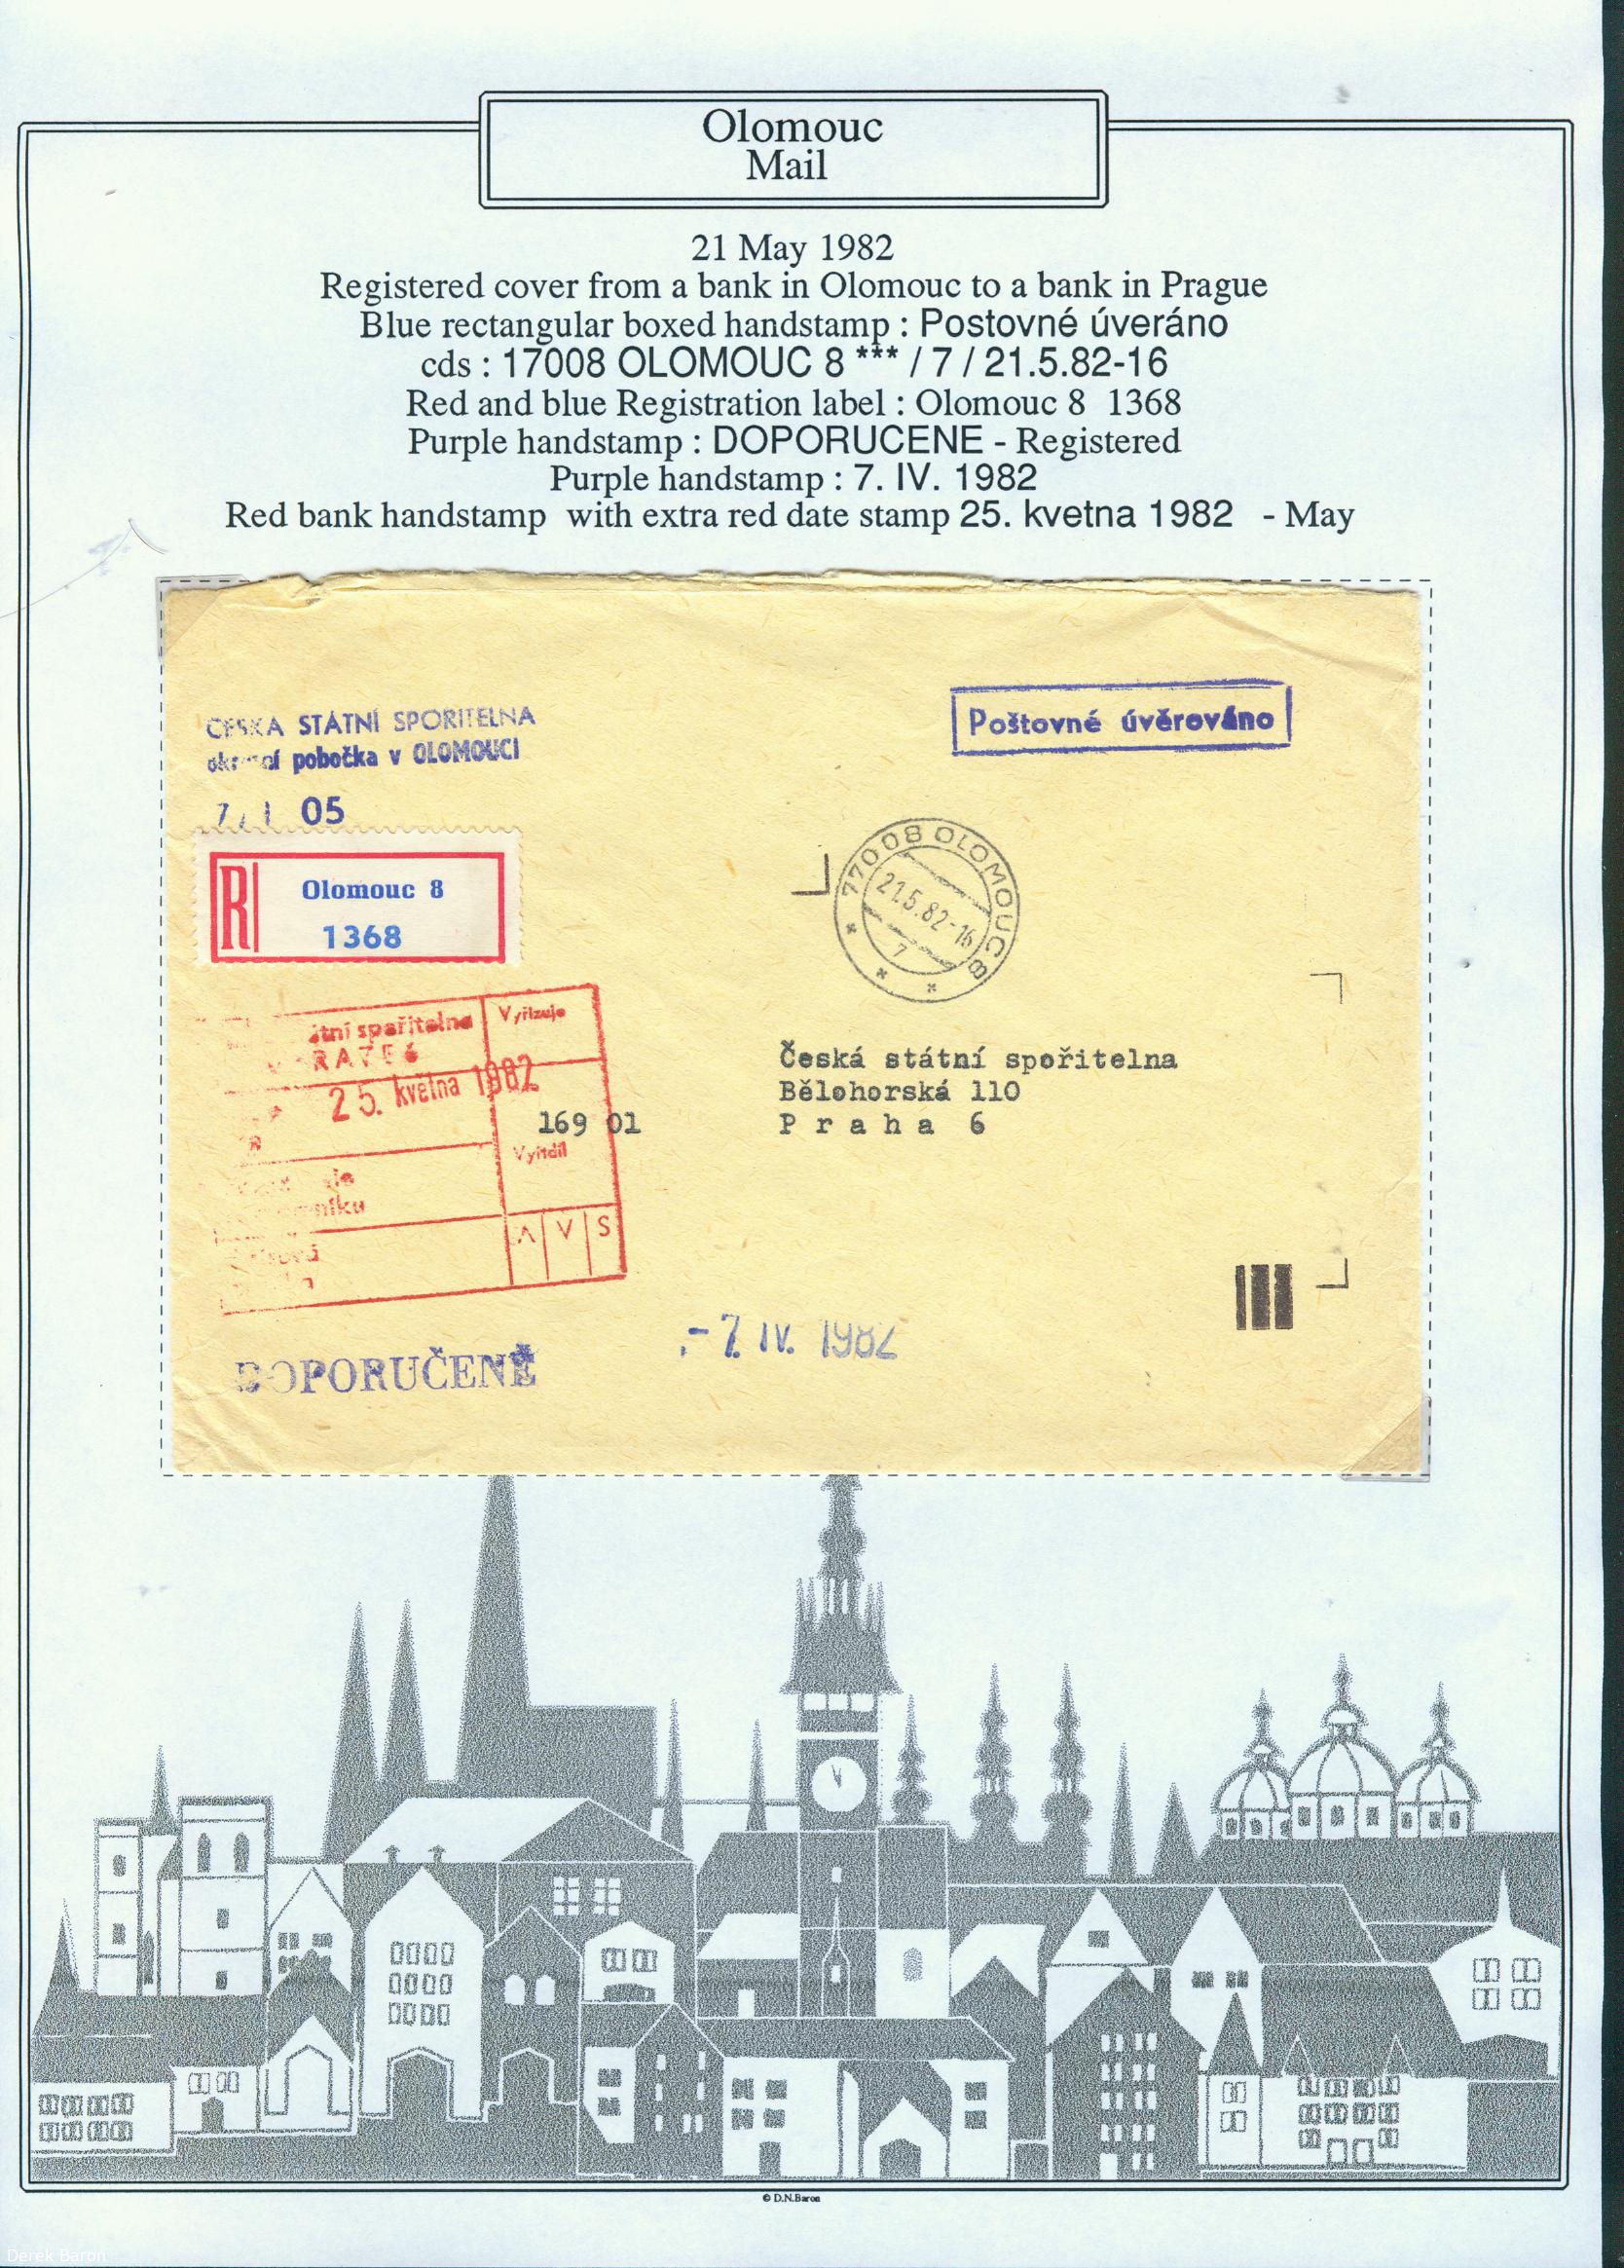 Olomouc
Mail
21 May 1982
Registered cover from a bank in Olomouc to a bank in Prague
Blue rectangular boxed handstamp : Postovné úveráno
cds : 17008 OLOMOUC 8 *** / 7 / 21.5.82-16
Red and blue Registration label : Olomouc 8 1368
Purple handstamp : DOPORUCENE - Registered
Purple handstamp : 7. IV. 1982
Red bank handstamp with extra red date stamp 25. kvetna 1982 - May
ČESKÁ STÁTNÍ SPOŘITELNA
pobočka v OLOMOUCI
05
Poštovné úvěrováno
77008 OLOMOUC 8
21.5.82-16
7
* * *
R
Olomouc 8
1368
spořitelna
Vyřizuje
25. května 1982
Česká státní spořitelna
Bělohorská 110
169 01
Praha 6
Vyřídil
A V S
-7. IV. 1982
DOPORUČENĚ
© D.N.Baron
Derek Baron